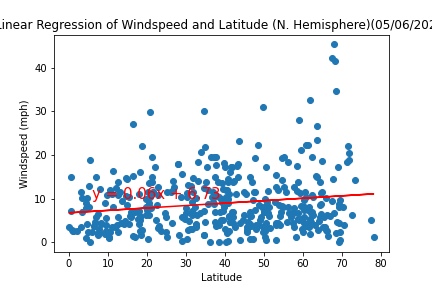 Linear Regression of Windspeed and Latitude (N. Hemisphere)(05/06/202
Windspeed (mph)
40
30
20
10
0
y = 0.06x + 6.73
0 10 20 30 40 50 60 70 80
Latitude